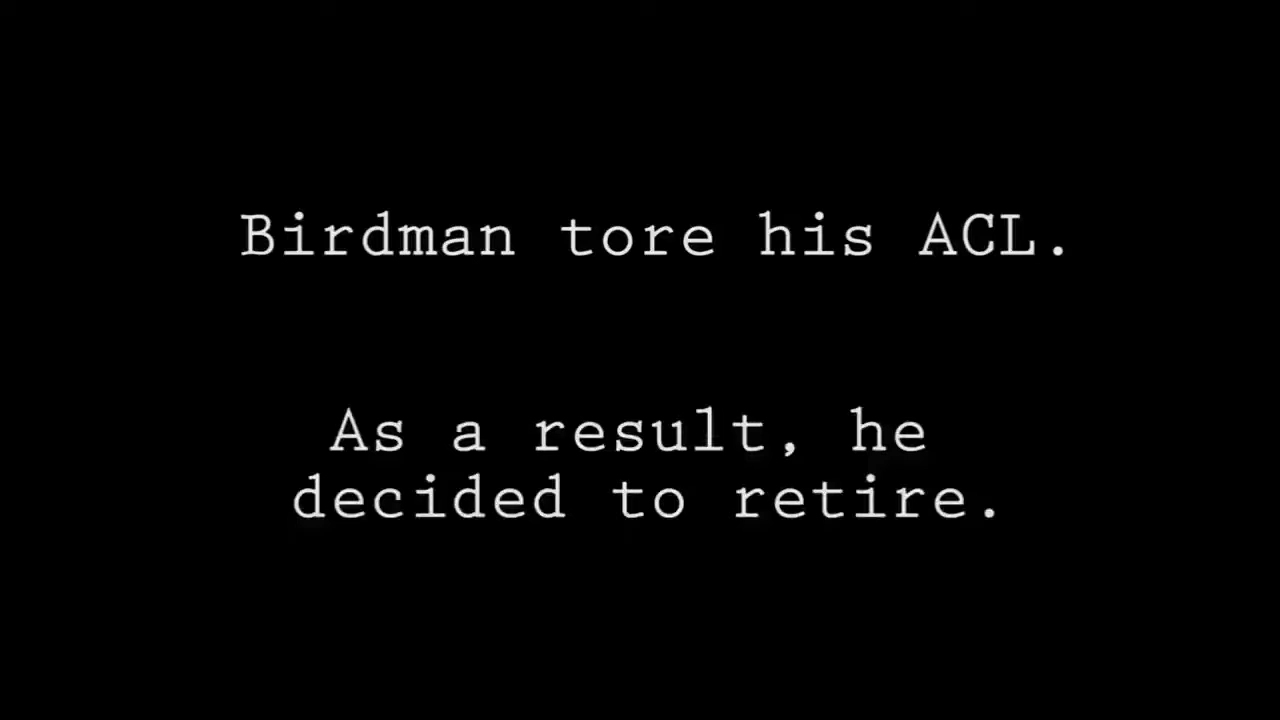 Birdman tore his ACL.
As a result, he
decided to retire.